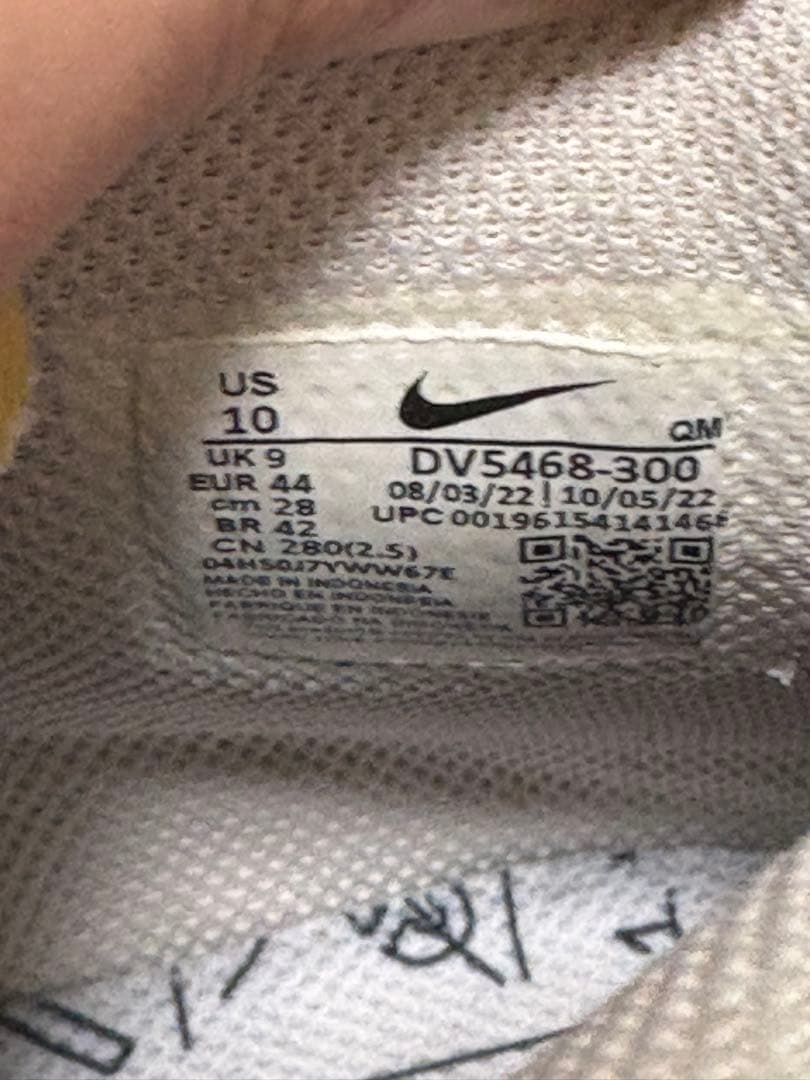 US
10
QM
UK 9
DV5468-300
EUR 44
08/03/22 | 10/05/22
cm 28
UPC 00196154141465
BR 42
CN 280(2.5)
MADE IN INDONESIA
HECHO EN INDONESIA
FABRIQUE EN INDONESIE